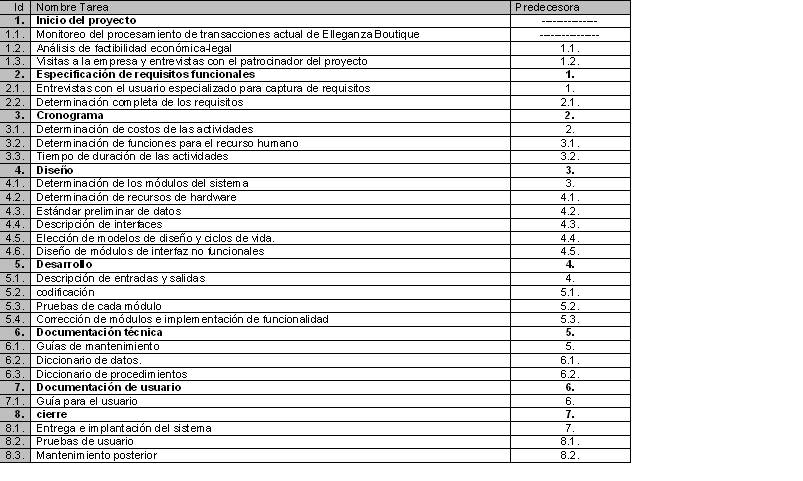 Id Nombre Tarea Predecesora
1. Inicio del proyecto ---------------
1.1. Monitoreo del procesamiento de transacciones actual de Elleganza Boutique ----------------
1.2. Análisis de factibilidad económica-legal 1.1.
1.3. Visitas a la empresa y entrevistas con el patrocinador del proyecto 1.2.
2. Especificación de requisitos funcionales 1.
2.1. Entrevistas con el usuario especializado para captura de requisitos 1.
2.2. Determinación completa de los requisitos 2.1.
3. Cronograma 2.
3.1. Determinación de costos de las actividades 2.
3.2. Determinación de funciones para el recurso humano 3.1.
3.3. Tiempo de duración de las actividades 3.2.
4. Diseño 3.
4.1. Determinación de los módulos del sistema 3.
4.2. Determinación de recursos de hardware 4.1.
4.3. Estándar preliminar de datos 4.2.
4.4. Descripción de interfaces 4.3.
4.5. Elección de modelos de diseño y ciclos de vida. 4.4.
4.6. Diseño de módulos de interfaz no funcionales 4.5.
5. Desarrollo 4.
5.1. Descripción de entradas y salidas 4.
5.2. codificación 5.1.
5.3. Pruebas de cada módulo 5.2.
5.4. Corrección de módulos e implementación de funcionalidad 5.3.
6. Documentación técnica 5.
6.1. Guías de mantenimiento 5.
6.2. Diccionario de datos. 6.1.
6.3. Diccionario de procedimientos 6.2.
7. Documentación de usuario 6.
7.1. Guía para el usuario 6.
8. cierre 7.
8.1. Entrega e implantación del sistema 7.
8.2. Pruebas de usuario 8.1.
8.3. Mantenimiento posterior 8.2.